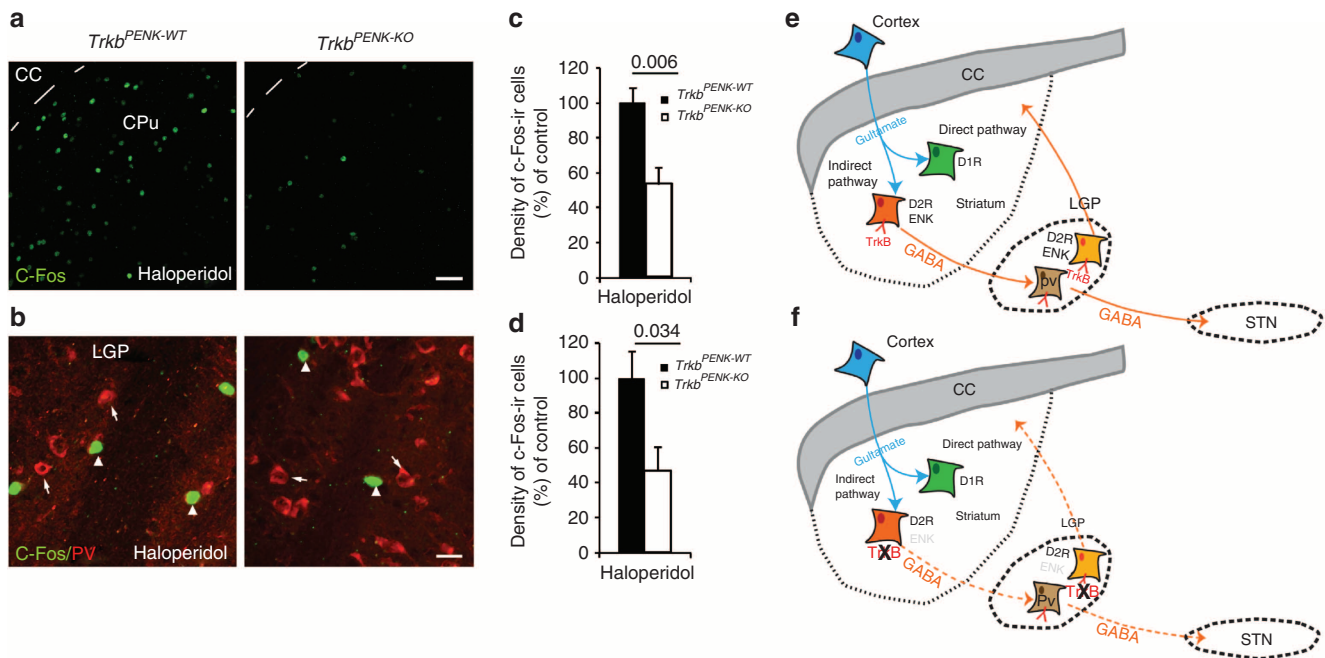 a
Trkb^PENK-WT
Trkb^PENK-KO
CC
CPu
C-Fos
Haloperidol
b
LGP
C-Fos/PV
Haloperidol
c
0.006
Trkb^PENK-WT
Trkb^PENK-KO
Density of c-Fos-ir cells
(%) of control
120
100
80
60
40
20
0
Haloperidol
d
0.034
Trkb^PENK-WT
Trkb^PENK-KO
Density of c-Fos-ir cells
(%) of control
120
100
80
60
40
20
0
Haloperidol
e
Cortex
CC
Gultamate
Direct pathway
D1R
Indirect
pathway
D2R
ENK
Striatum
TrkB
GABA
LGP
D2R
ENK
TrkB
pv
GABA
STN
f
Cortex
CC
Gultamate
Direct pathway
D1R
Indirect
pathway
D2R
ENK
Striatum
TrkB
X
GABA
LGP
D2R
ENK
TrkB
X
Pv
GABA
STN